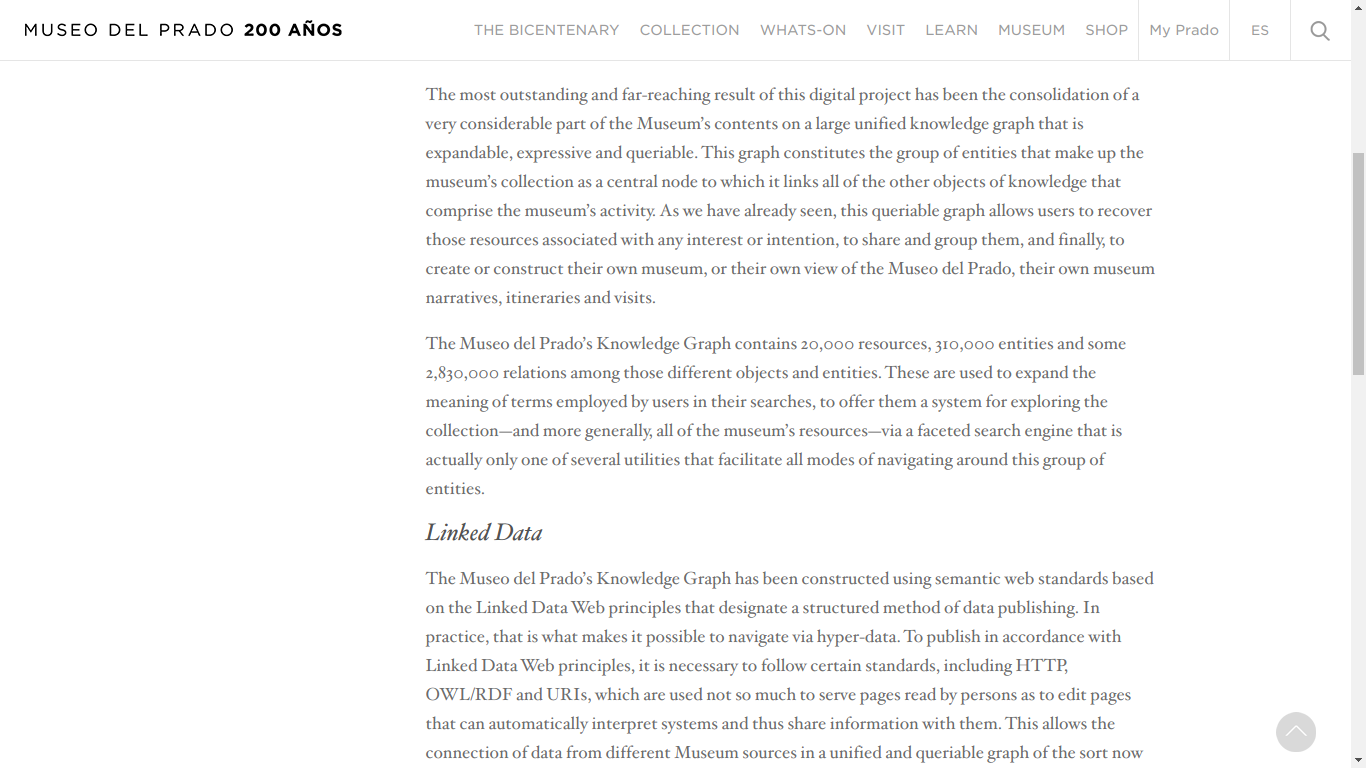 MUSEO DEL PRADO 200 AÑOS
THE BICENTENARY COLLECTION WHATS-ON VISIT LEARN MUSEUM SHOP My Prado ES
The most outstanding and far-reaching result of this digital project has been the consolidation of a
very considerable part of the Museum’s contents on a large unified knowledge graph that is
expandable, expressive and queriable. This graph constitutes the group of entities that make up the
museum’s collection as a central node to which it links all of the other objects of knowledge that
comprise the museum’s activity. As we have already seen, this queriable graph allows users to recover
those resources associated with any interest or intention, to share and group them, and finally, to
create or construct their own museum, or their own view of the Museo del Prado, their own museum
narratives, itineraries and visits.
The Museo del Prado’s Knowledge Graph contains 20,000 resources, 310,000 entities and some
2,830,000 relations among those different objects and entities. These are used to expand the
meaning of terms employed by users in their searches, to offer them a system for exploring the
collection—and more generally, all of the museum’s resources—via a faceted search engine that is
actually only one of several utilities that facilitate all modes of navigating around this group of
entities.
Linked Data
The Museo del Prado’s Knowledge Graph has been constructed using semantic web standards based
on the Linked Data Web principles that designate a structured method of data publishing. In
practice, that is what makes it possible to navigate via hyper-data. To publish in accordance with
Linked Data Web principles, it is necessary to follow certain standards, including HTTP,
OWL/RDF and URIs, which are used not so much to serve pages read by persons as to edit pages
that can automatically interpret systems and thus share information with them. This allows the
connection of data from different Museum sources in a unified and queriable graph of the sort now